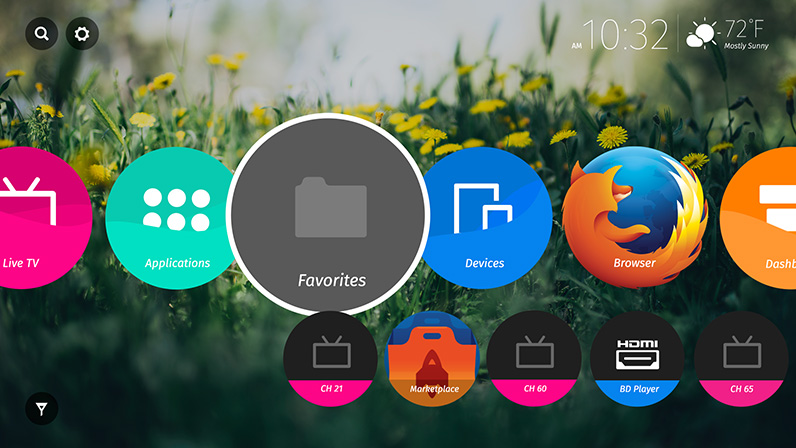 AM 10:32
72°F
Mostly Sunny
Live TV
Applications
Favorites
Devices
Browser
Dashb
CH 21
Marketplace
CH 60
HDMI
BD Player
CH 65